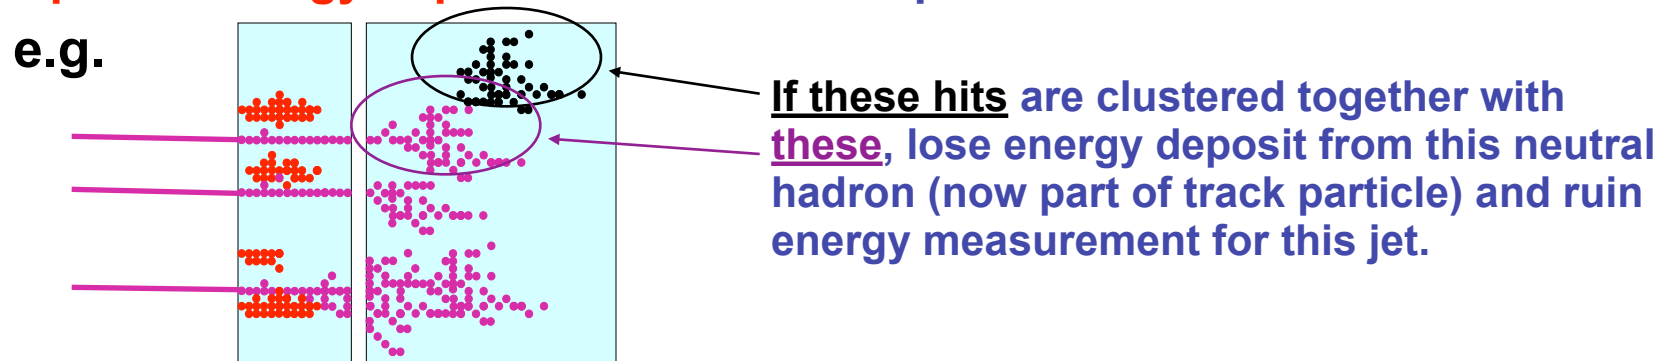 e.g.
If these hits are clustered together with
these, lose energy deposit from this neutral
hadron (now part of track particle) and ruin
energy measurement for this jet.